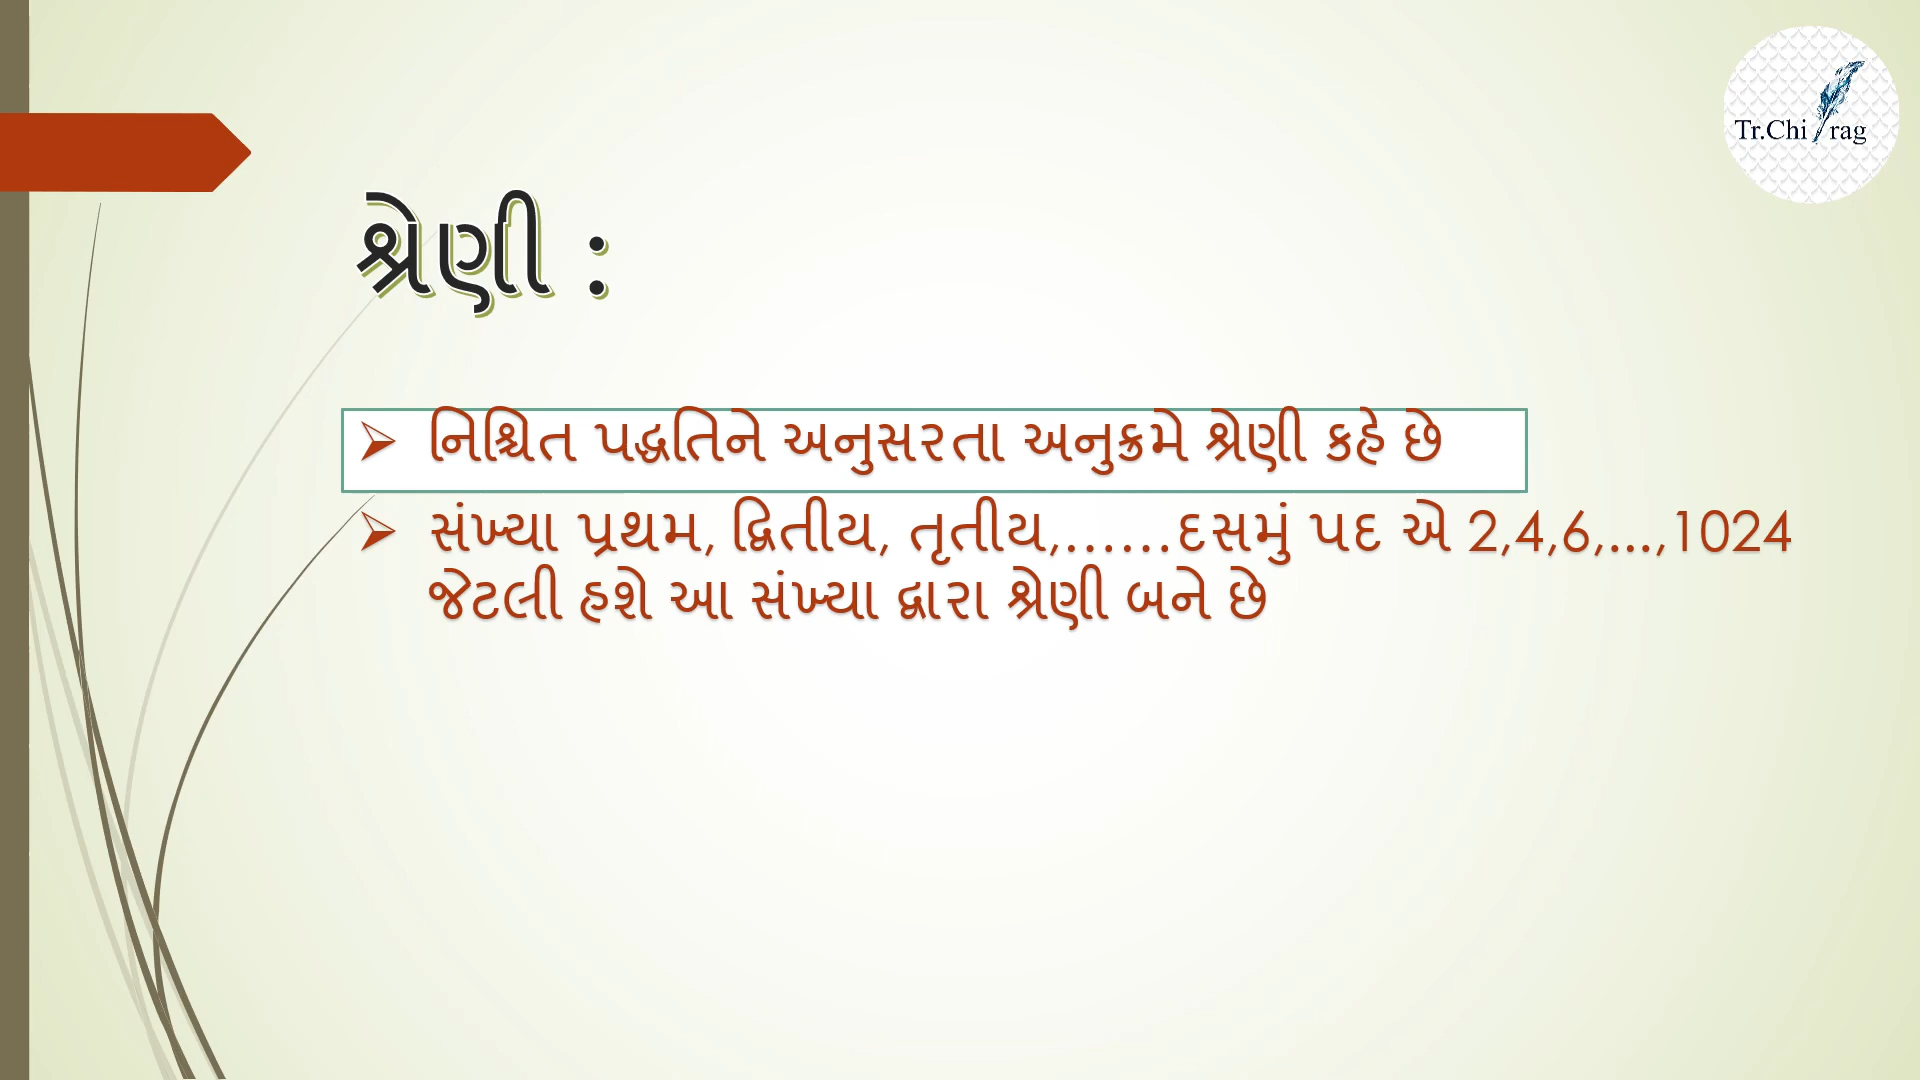 Tr.Chirag
શ્રેણી :
➢ નિશ્ચિત પદ્ધતિને અનુસરતા અનુક્રમે શ્રેણી કહે છે
➢ સંખ્યા પ્રથમ, દ્વિતીય, તૃતીય,……દસમું પદ એ 2,4,6,...,1024
જેટલી હશે આ સંખ્યા દ્વારા શ્રેણી બને છે